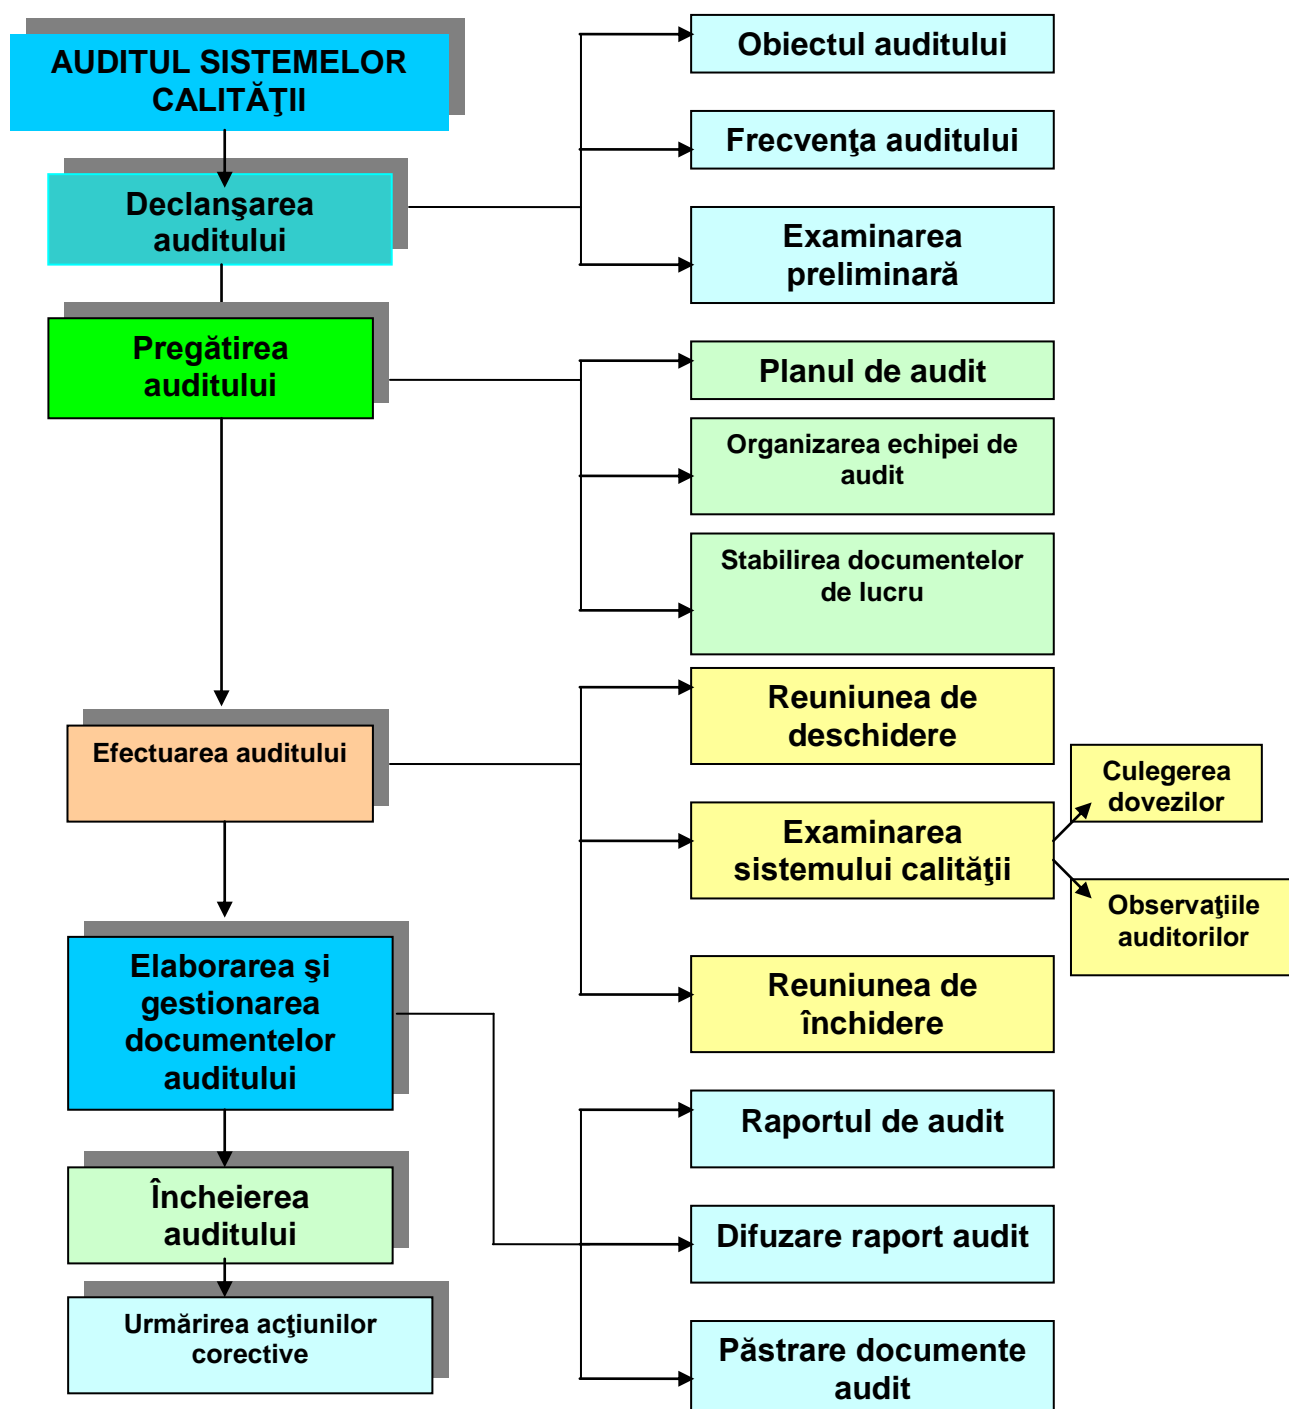 AUDITUL SISTEMELOR
CALITĂŢII
Declanşarea
auditului
Obiectul auditului
Frecvenţa auditului
Examinarea
preliminară
Pregătirea
auditului
Planul de audit
Organizarea echipei de
audit
Stabilirea documentelor
de lucru
Efectuarea auditului
Reuniunea de
deschidere
Examinarea
sistemului calităţii
Culegerea
dovezilor
Observaţiile
auditorilor
Reuniunea de
închidere
Elaborarea şi
gestionarea
documentelor
auditului
Raportul de audit
Difuzare raport audit
Păstrare documente
audit
Încheierea
auditului
Urmărirea acţiunilor
corective